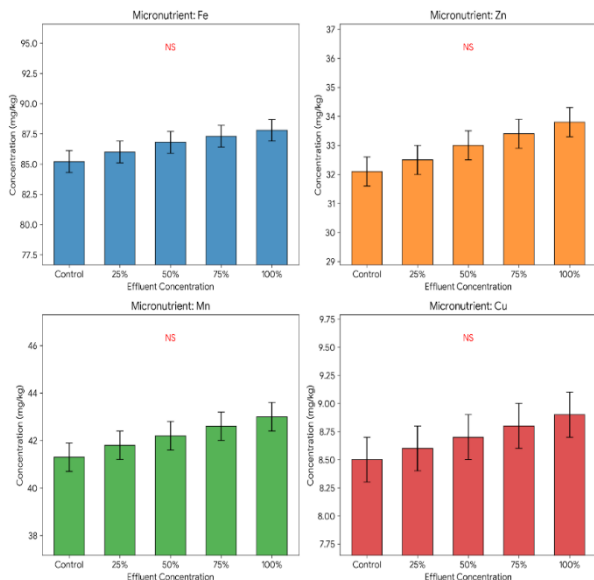 Micronutrient: Fe
NS
Concentration (mg/kg)
95.0
92.5
90.0
87.5
85.0
82.5
80.0
77.5
Control 25% 50% 75% 100%
Effluent Concentration
Micronutrient: Zn
NS
Concentration (mg/kg)
37
36
35
34
33
32
31
30
29
Control 25% 50% 75% 100%
Effluent Concentration
Micronutrient: Mn
NS
Concentration (mg/kg)
46
44
42
40
38
Control 25% 50% 75% 100%
Effluent Concentration
Micronutrient: Cu
NS
Concentration (mg/kg)
9.75
9.50
9.25
9.00
8.75
8.50
8.25
8.00
7.75
Control 25% 50% 75% 100%
Effluent Concentration